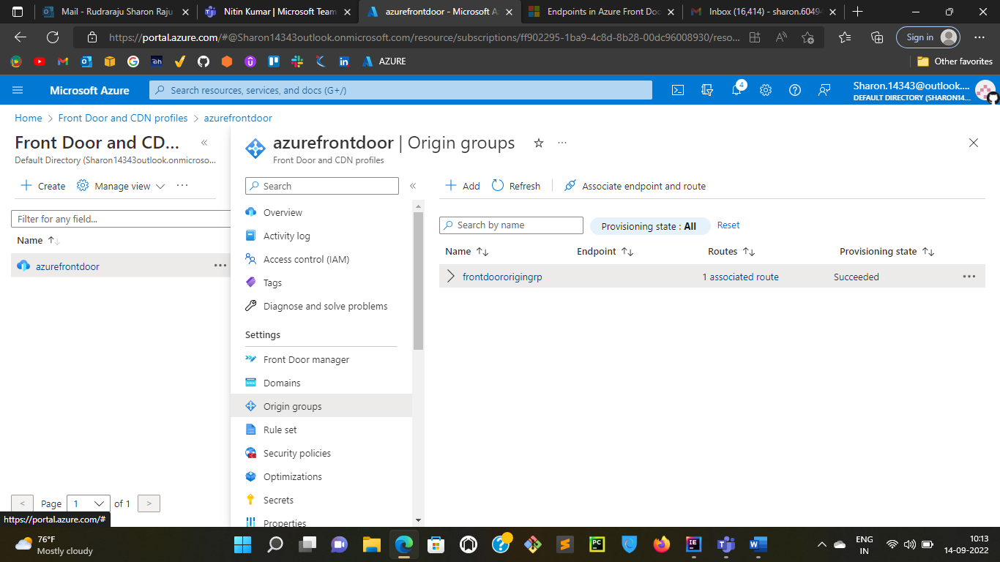 Mail - Rudraraju Sharon Raju
Nitin Kumar | Microsoft Team
azurefrontdoor - Microsoft A
Endpoints in Azure Front Doo
Inbox (16,414) - sharon.6049
https://portal.azure.com/#@Sharon14343outlook.onmicrosoft.com/resource/subscriptions/ff902295-1ba9-4c8d-8b28-00dc96008930/reso...
Sign in
AZURE
Other favorites
Microsoft Azure
Search resources, services, and docs (G+/)
4
Sharon.14343@outlook....
DEFAULT DIRECTORY (SHARON14...
Home > Front Door and CDN profiles > azurefrontdoor
Front Door and CD...
Default Directory (Sharon14343outlook.onmicroso...
Create
Manage view
Filter for any field...
Name
azurefrontdoor
Page 1 of 1
https://portal.azure.com/#
azurefrontdoor | Origin groups
Front Door and CDN profiles
Search
Overview
Activity log
Access control (IAM)
Tags
Diagnose and solve problems
Settings
Front Door manager
Domains
Origin groups
Rule set
Security policies
Optimizations
Secrets
Properties
Add
Refresh
Associate endpoint and route
Search by name
Provisioning state : All
Reset
Name Endpoint Routes Provisioning state
frontdoororigingrp 1 associated route Succeeded
76°F
Mostly cloudy
ENG
IN
10:13
14-09-2022